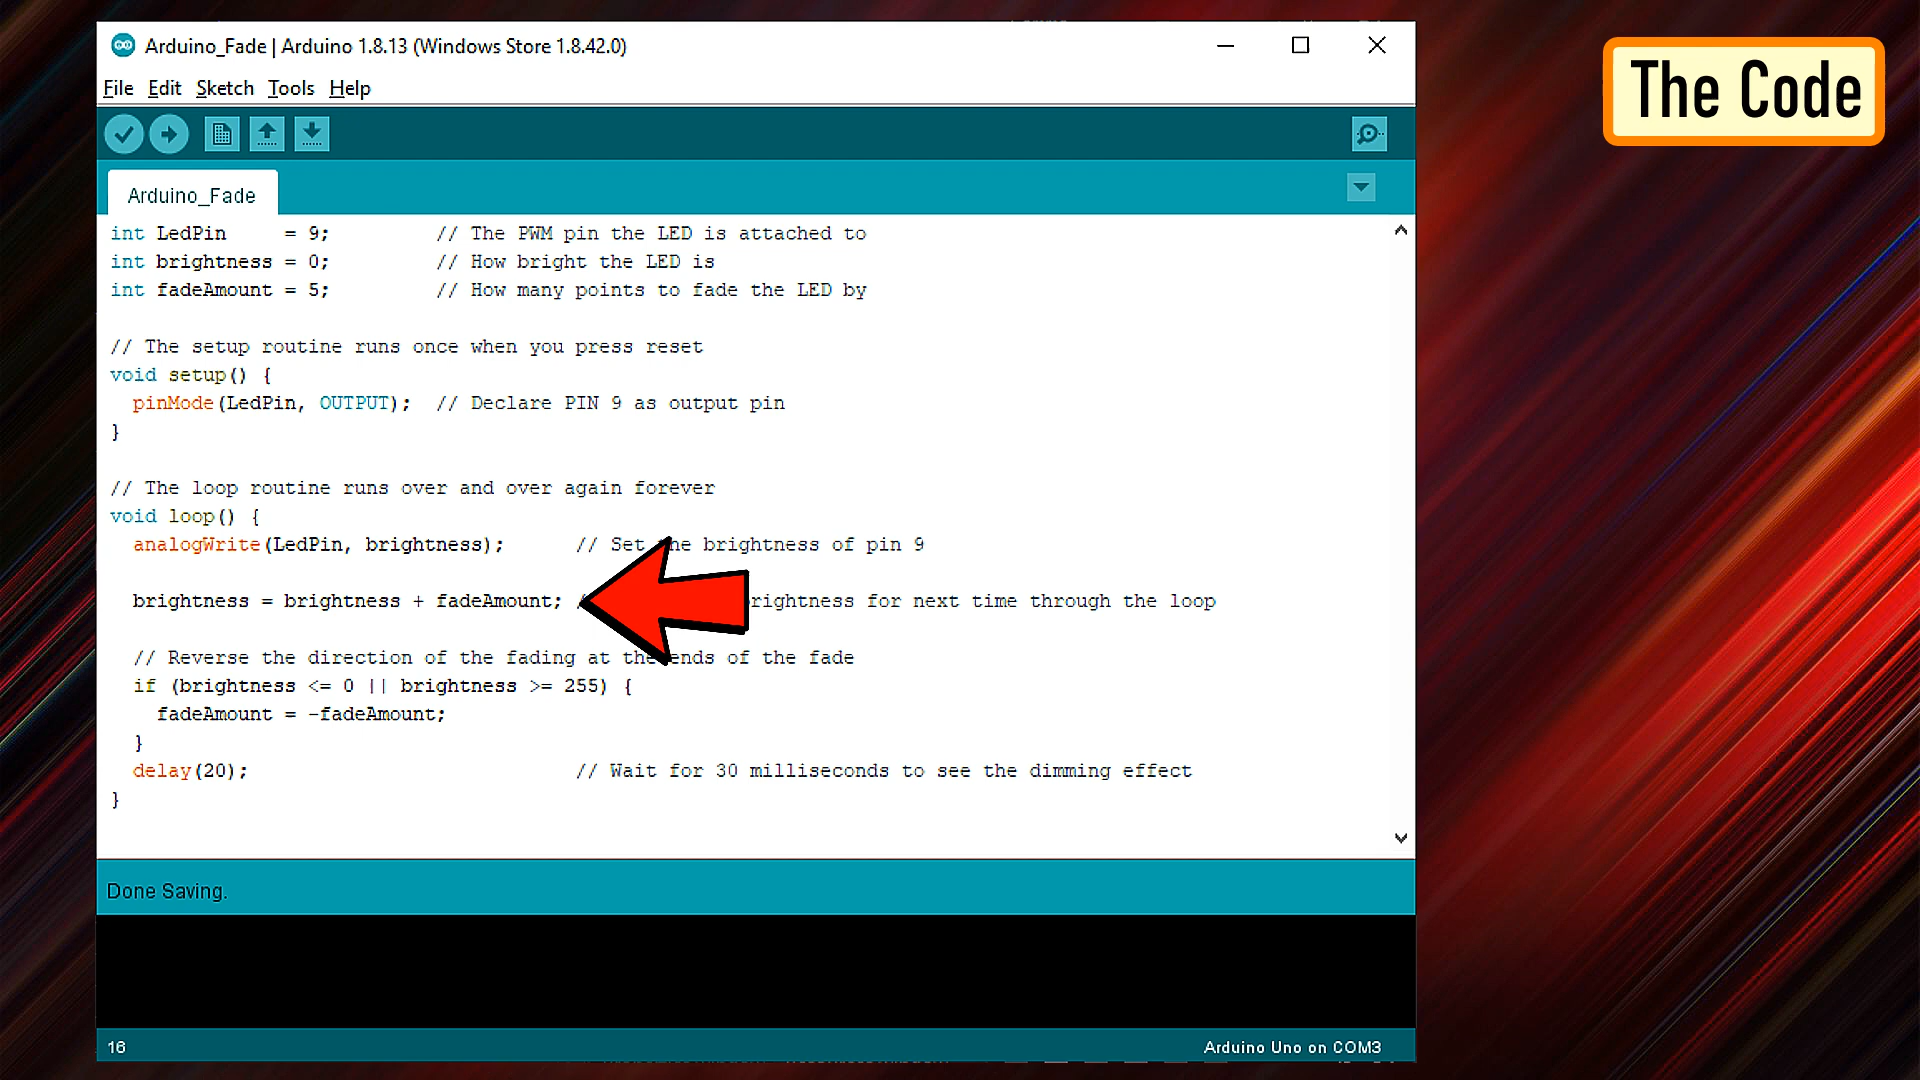 Arduino_Fade | Arduino 1.8.13 (Windows Store 1.8.42.0)
The Code
File Edit Sketch Tools Help
Arduino_Fade
int LedPin     = 9;         // The PWM pin the LED is attached to
int brightness = 0;         // How bright the LED is
int fadeAmount = 5;         // How many points to fade the LED by
// The setup routine runs once when you press reset
void setup() {
  pinMode(LedPin, OUTPUT);  // Declare PIN 9 as output pin
}
// The loop routine runs over and over again forever
void loop() {
  analogWrite(LedPin, brightness);      // Set the brightness of pin 9
  brightness = brightness + fadeAmount; brightness for next time through the loop
  // Reverse the direction of the fading at the ends of the fade
  if (brightness <= 0 || brightness >= 255) {
    fadeAmount = -fadeAmount;
  }
  delay(20);                            // Wait for 30 milliseconds to see the dimming effect
}
Done Saving.
16
Arduino Uno on COM3